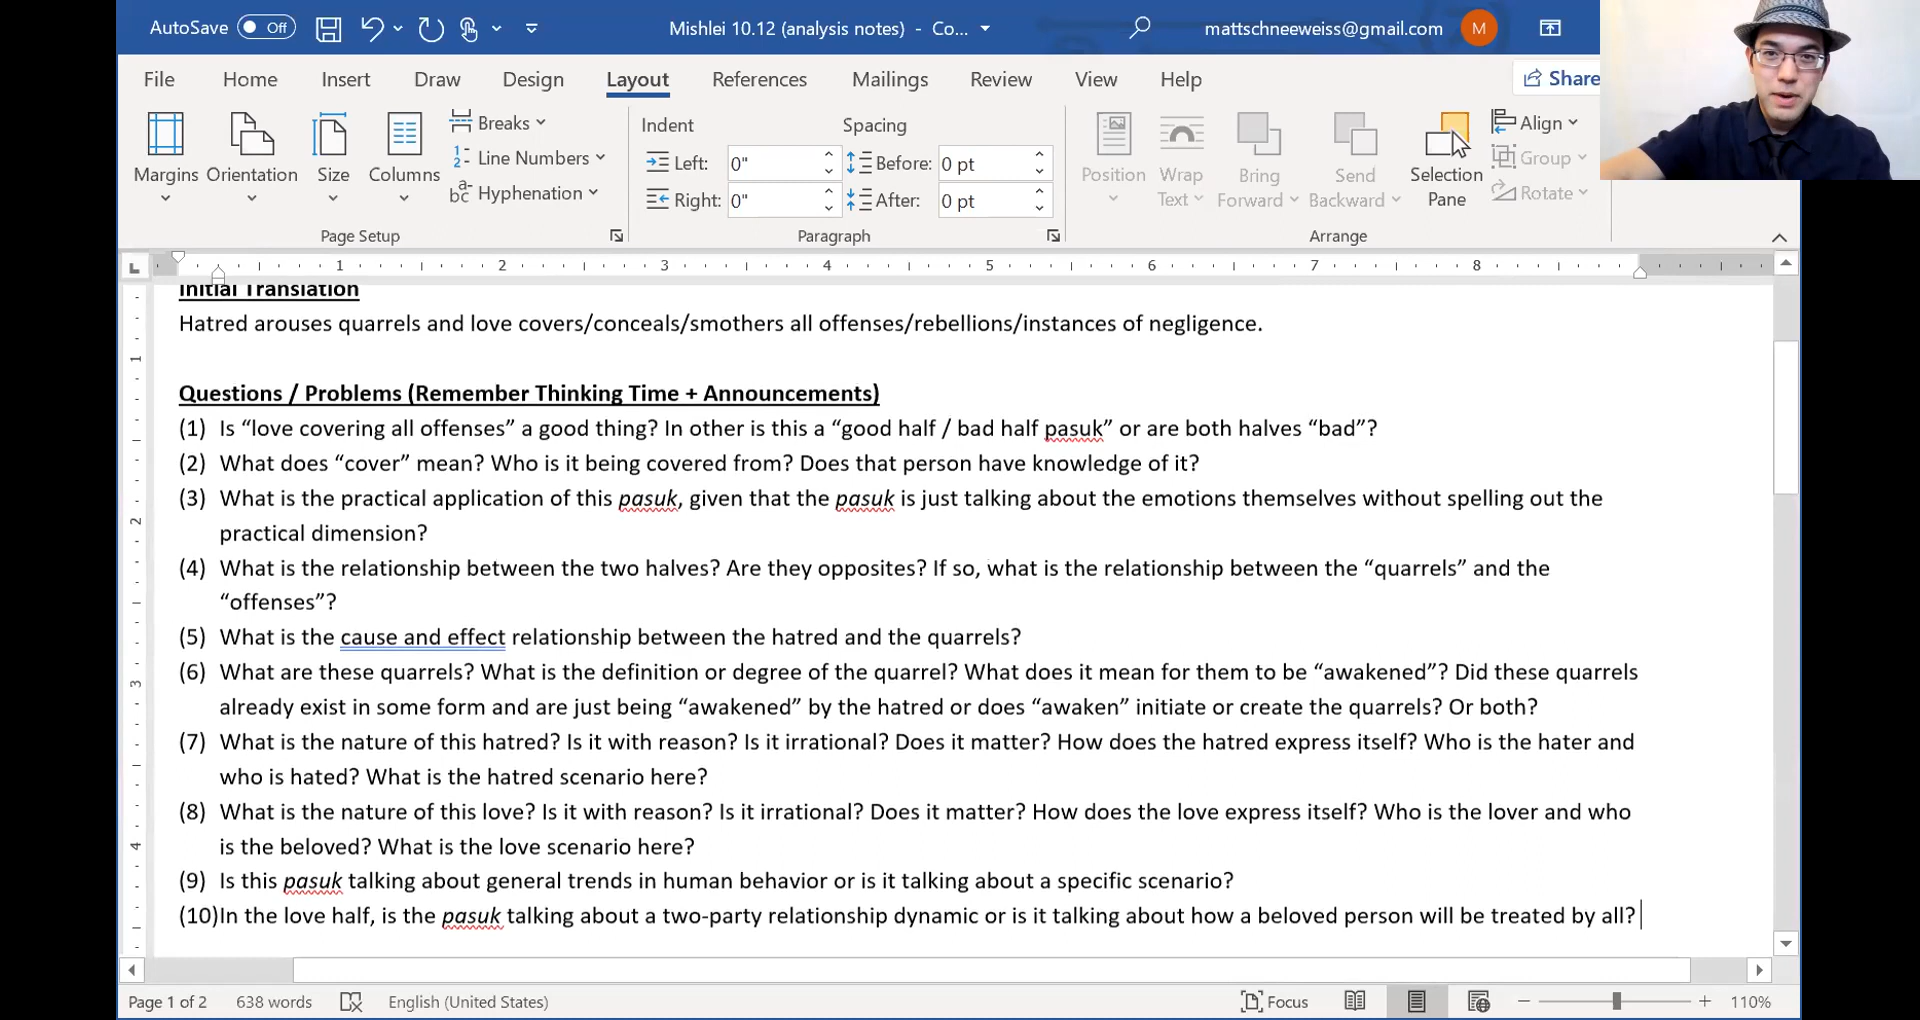 AutoSave Off Mishlei 10.12 (analysis notes) - Co... mattschneeweiss@gmail.com M
File Home Insert Draw Design Layout References Mailings Review View Help Share
Margins Orientation Size Columns Breaks Line Numbers Hyphenation
Page Setup
Indent Spacing
Left: 0" Before: 0 pt
Right: 0" After: 0 pt
Paragraph
Position Wrap Text Bring Forward Send Backward Selection Pane Align Group Rotate
Arrange
1 2 3 4 5 6 7 8
Initial Translation
Hatred arouses quarrels and love covers/conceals/smothers all offenses/rebellions/instances of negligence.
Questions / Problems (Remember Thinking Time + Announcements)
(1) Is “love covering all offenses” a good thing? In other is this a “good half / bad half pasuk” or are both halves “bad”?
(2) What does “cover” mean? Who is it being covered from? Does that person have knowledge of it?
(3) What is the practical application of this pasuk, given that the pasuk is just talking about the emotions themselves without spelling out the
practical dimension?
(4) What is the relationship between the two halves? Are they opposites? If so, what is the relationship between the “quarrels” and the
“offenses”?
(5) What is the cause and effect relationship between the hatred and the quarrels?
(6) What are these quarrels? What is the definition or degree of the quarrel? What does it mean for them to be “awakened”? Did these quarrels
already exist in some form and are just being “awakened” by the hatred or does “awaken” initiate or create the quarrels? Or both?
(7) What is the nature of this hatred? Is it with reason? Is it irrational? Does it matter? How does the hatred express itself? Who is the hater and
who is hated? What is the hatred scenario here?
(8) What is the nature of this love? Is it with reason? Is it irrational? Does it matter? How does the love express itself? Who is the lover and who
is the beloved? What is the love scenario here?
(9) Is this pasuk talking about general trends in human behavior or is it talking about a specific scenario?
(10)In the love half, is the pasuk talking about a two-party relationship dynamic or is it talking about how a beloved person will be treated by all?
1
2
3
4
Page 1 of 2 638 words English (United States) Focus 110%